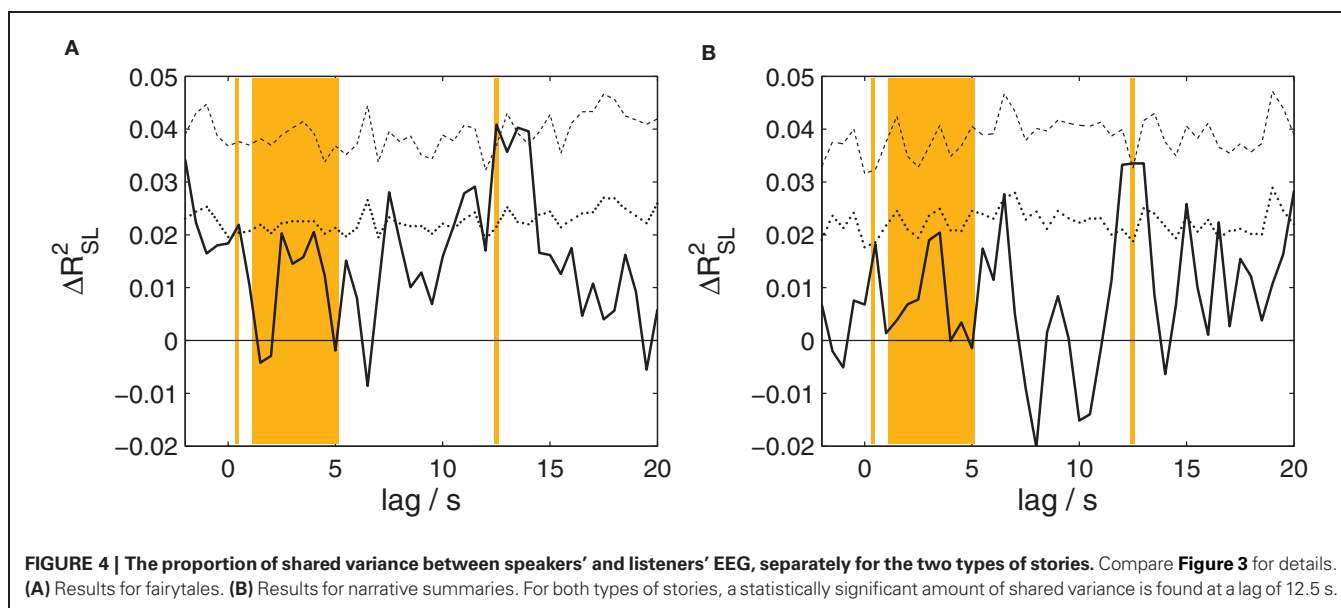 A
B
0.05
0.04
0.03
0.02
0.01
0
−0.01
−0.02
ΔR²SL
0 5 10 15 20
lag / s
0.05
0.04
0.03
0.02
0.01
0
−0.01
−0.02
ΔR²SL
0 5 10 15 20
lag / s
FIGURE 4 | The proportion of shared variance between speakers’ and listeners’ EEG, separately for the two types of stories. Compare Figure 3 for details.
(A) Results for fairytales. (B) Results for narrative summaries. For both types of stories, a statistically significant amount of shared variance is found at a lag of 12.5 s.